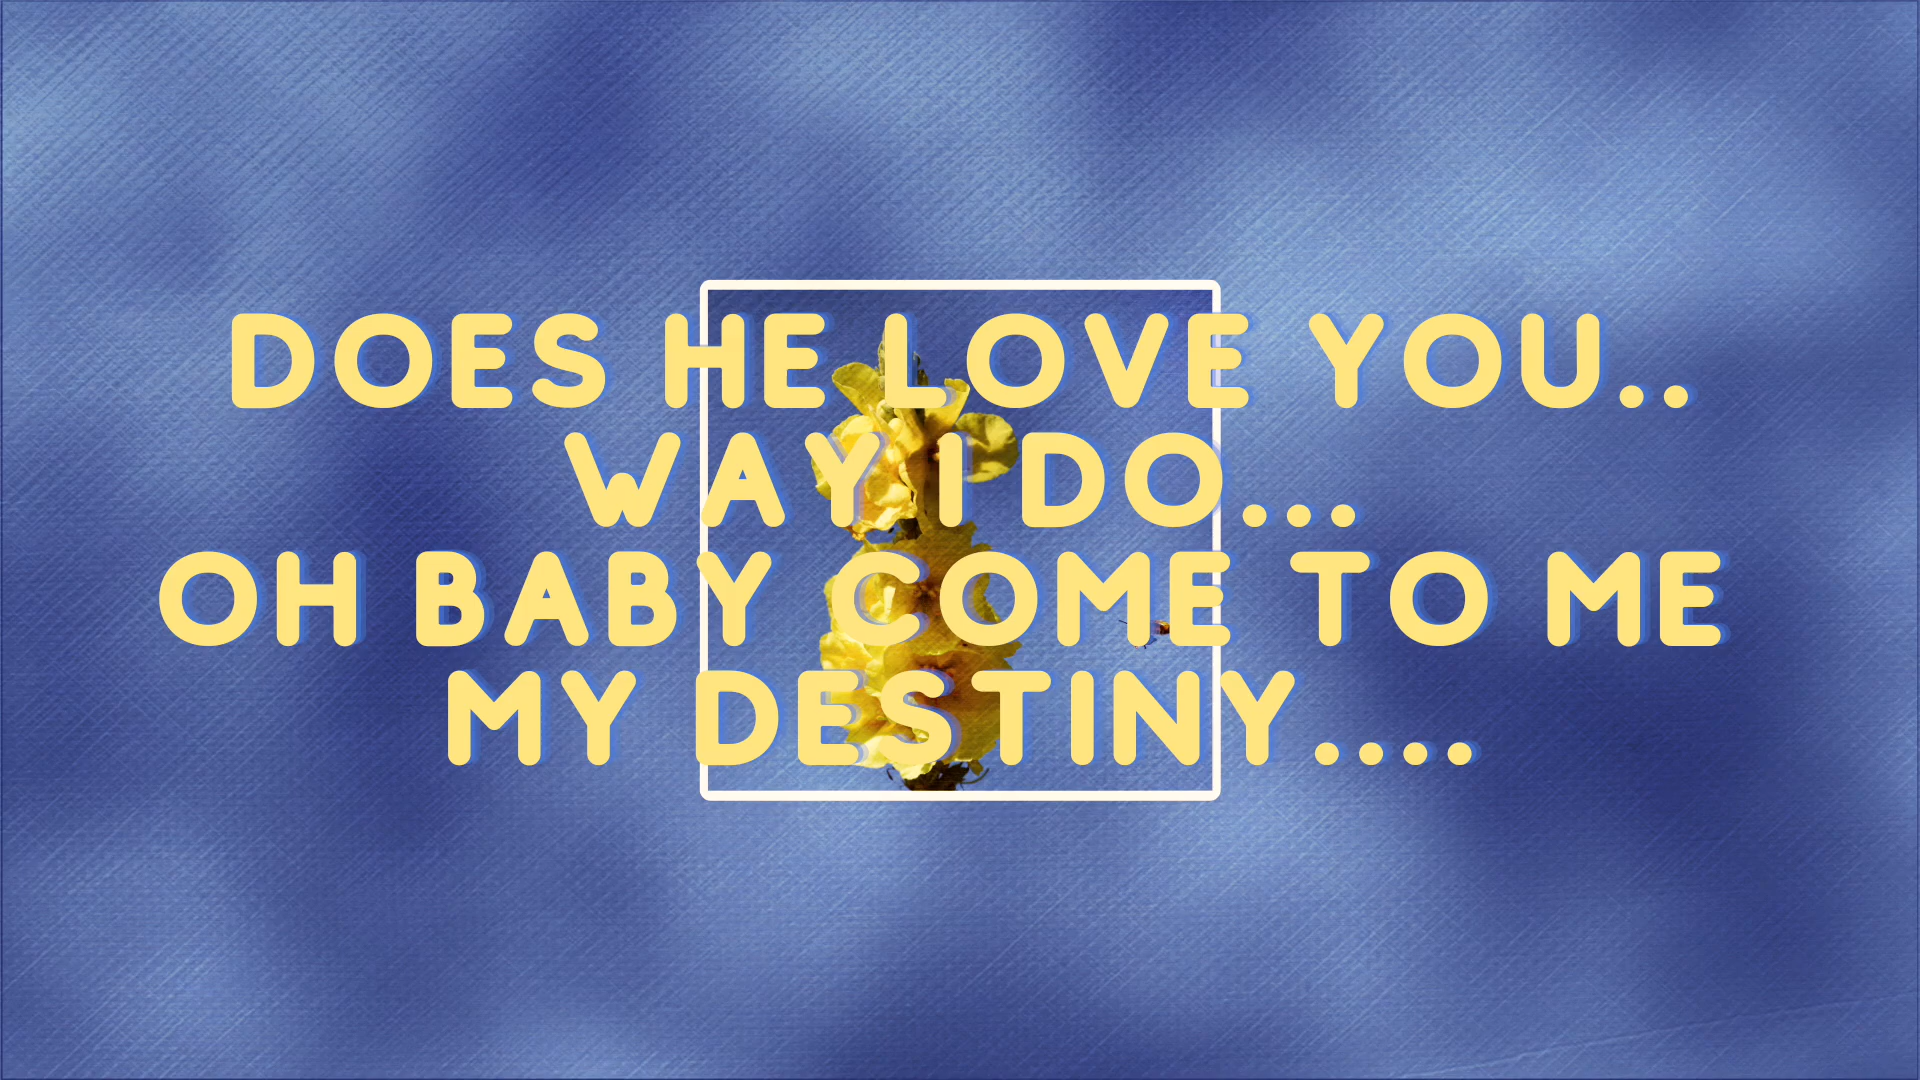 DOES HE LOVE YOU..
WAY I DO...
OH BABY COME TO ME
MY DESTINY....